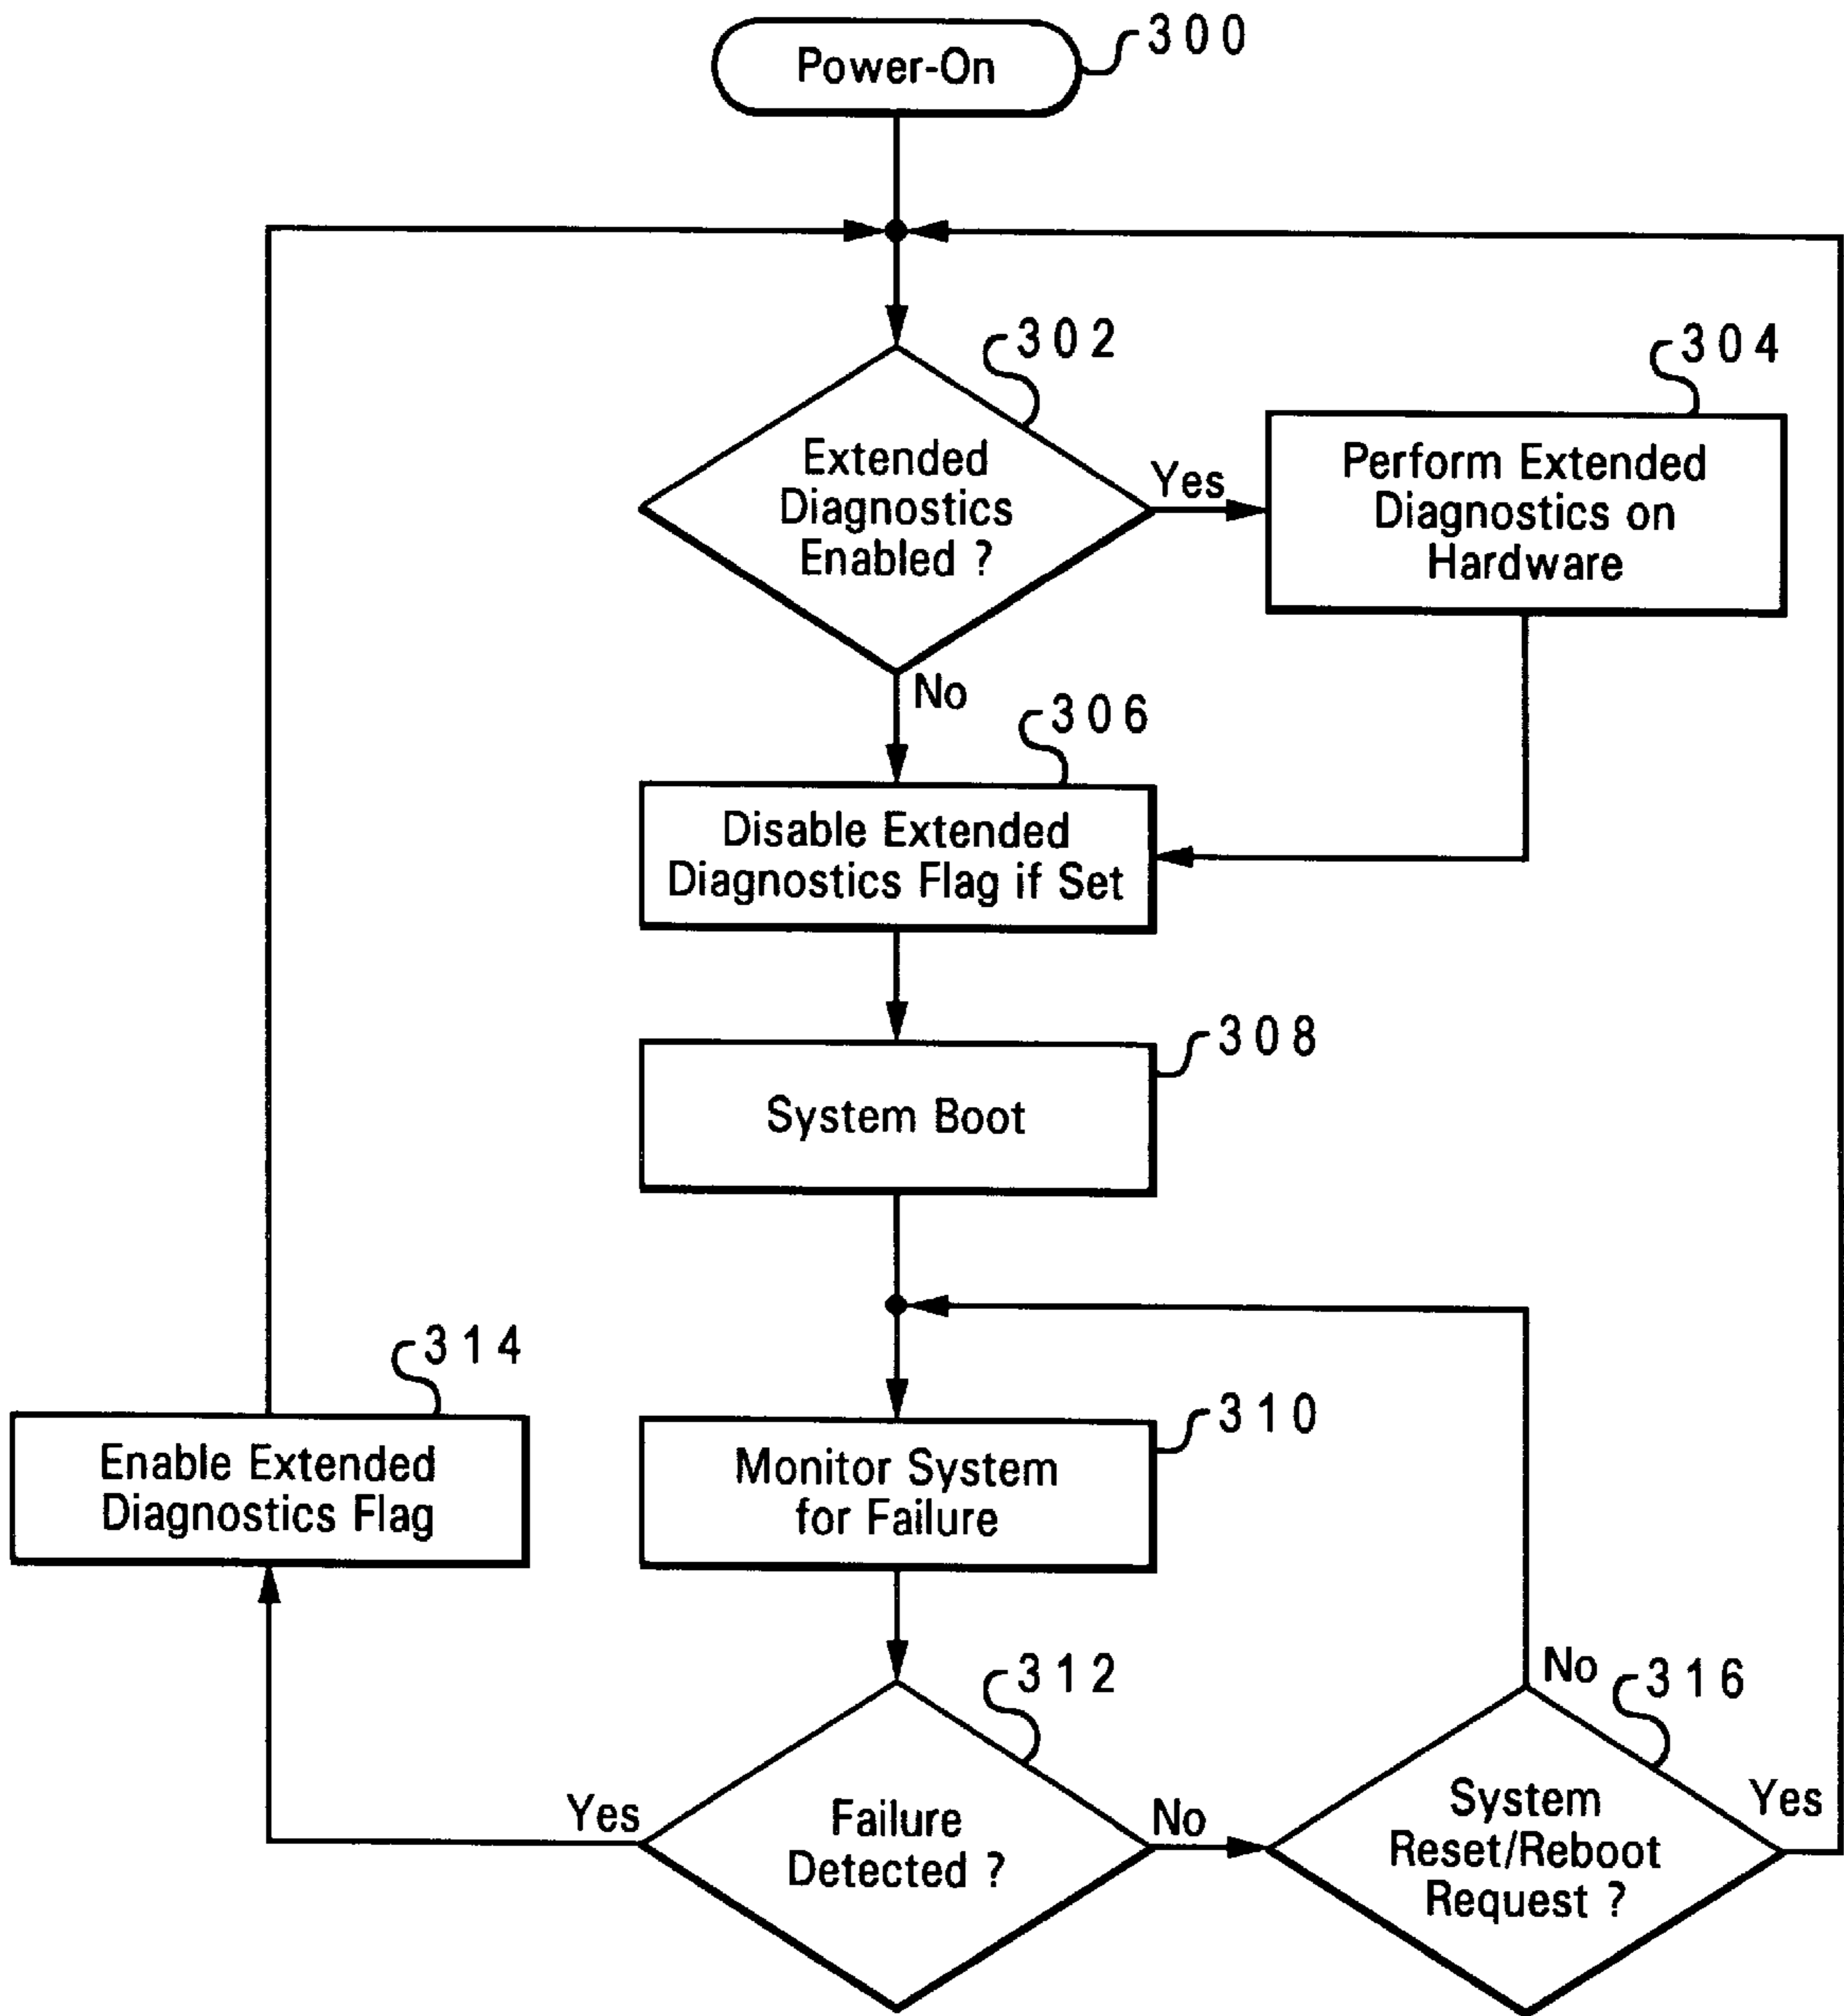 Power-On
300
302
304
Extended
Diagnostics
Enabled ?
Yes
Perform Extended
Diagnostics on
Hardware
No
306
Disable Extended
Diagnostics Flag if Set
308
System Boot
314
Enable Extended
Diagnostics Flag
310
Monitor System
for Failure
312
No
316
Yes
Failure
Detected ?
No
System
Reset/Reboot
Request ?
Yes